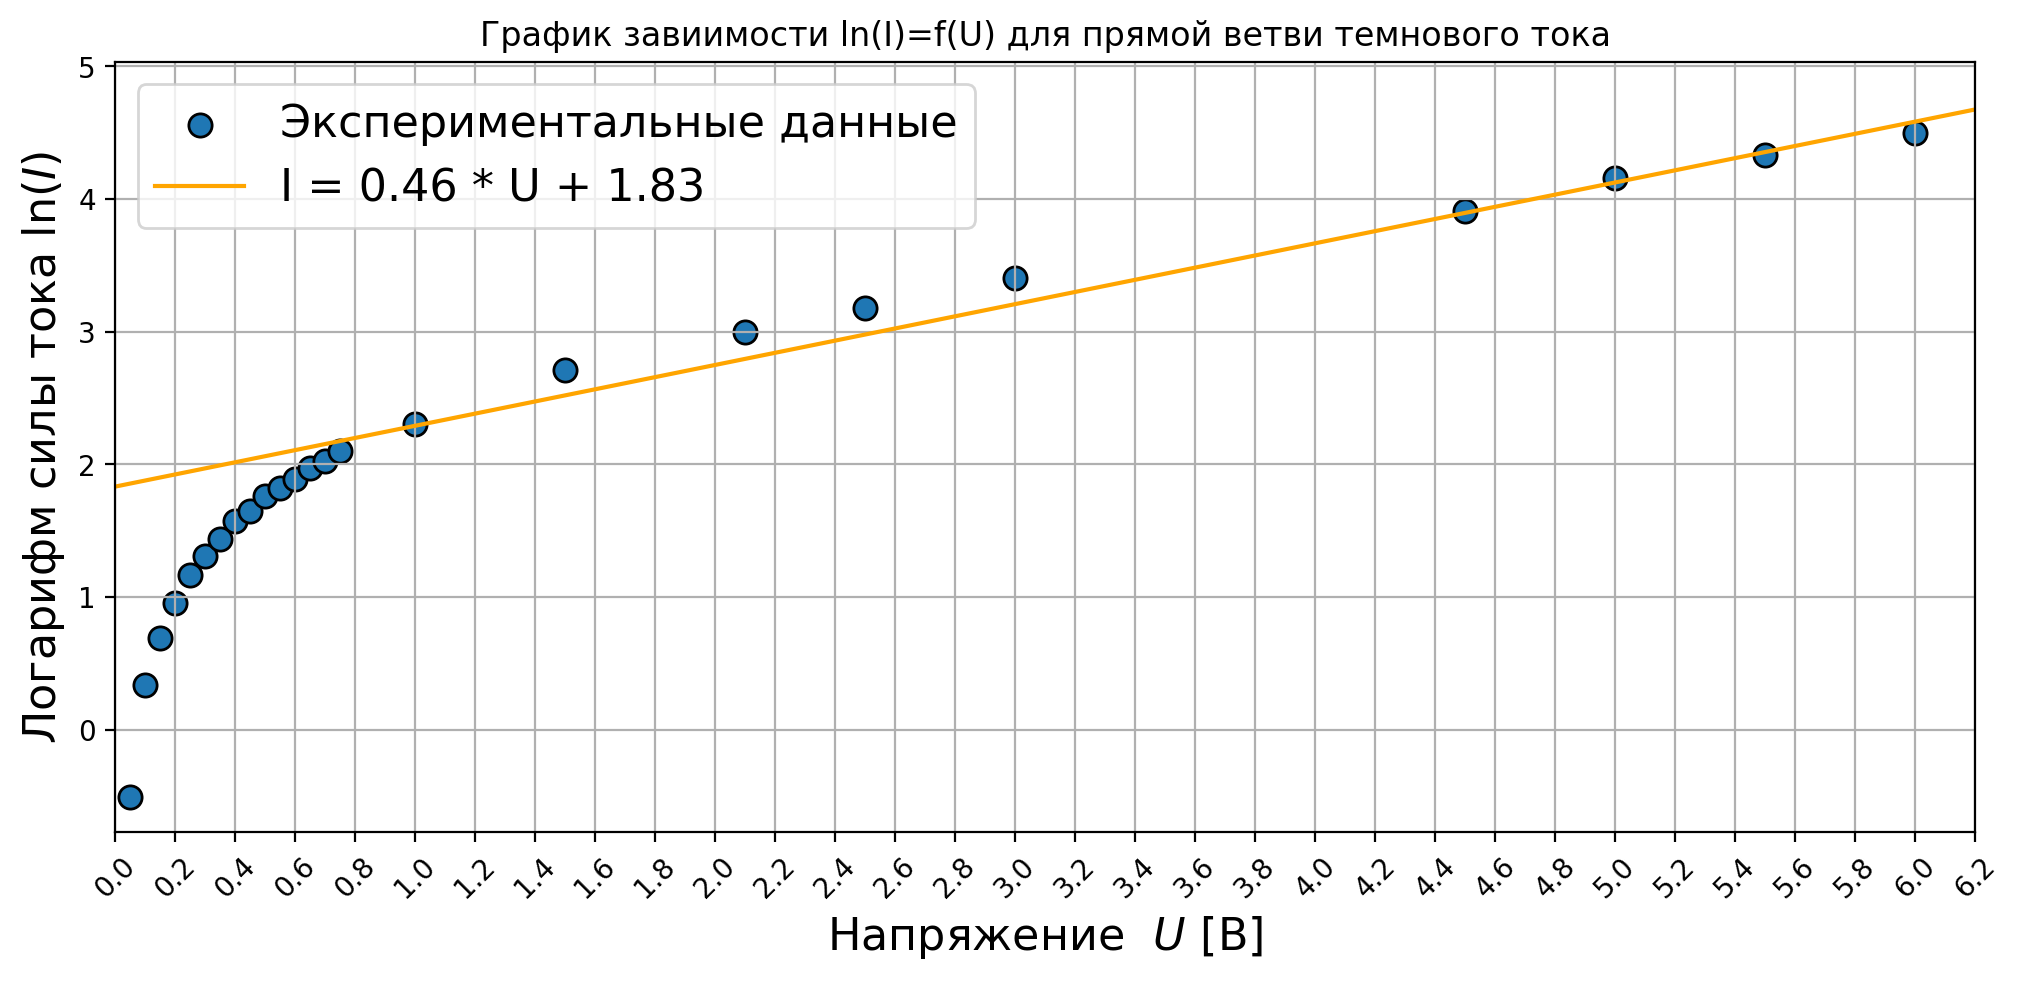 График завиимости ln(I)=f(U) для прямой ветви темнового тока
Экспериментальные данные
I = 0.46 * U + 1.83
Логарифм силы тока ln(I)
5
4
3
2
1
0
0.0 0.2 0.4 0.6 0.8 1.0 1.2 1.4 1.6 1.8 2.0 2.2 2.4 2.6 2.8 3.0 3.2 3.4 3.6 3.8 4.0 4.2 4.4 4.6 4.8 5.0 5.2 5.4 5.6 5.8 6.0 6.2
Напряжение U [В]